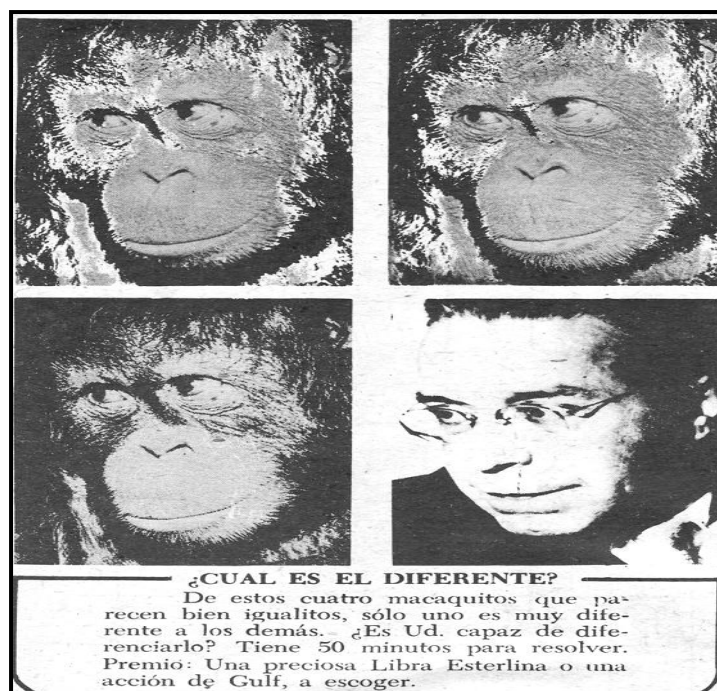 ¿CUAL ES EL DIFERENTE?
De estos cuatro macaquitos que pa-
recen bien igualitos, sólo uno es muy dife-
rente a los demás. ¿Es Ud. capaz de dife-
renciarlo? Tiene 50 minutos para resolver.
Premio: Una preciosa Libra Esterlina o una
acción de Gulf, a escoger.